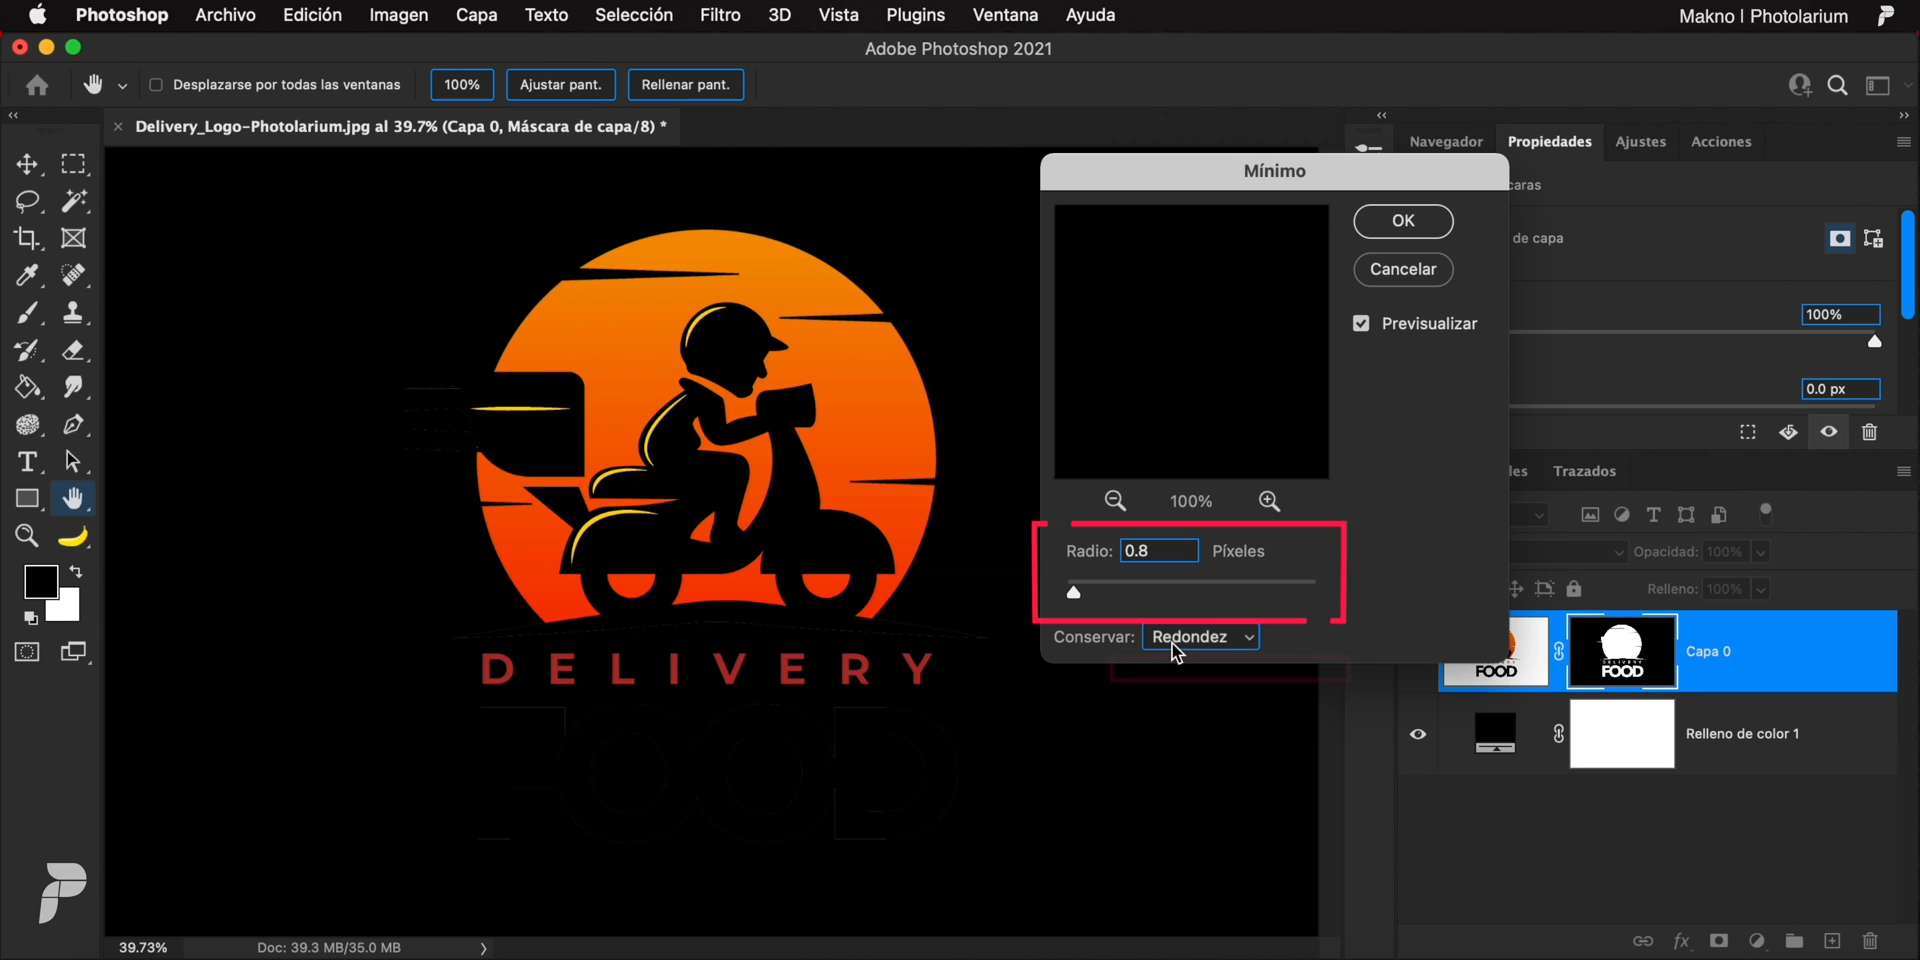 Photoshop Archivo Edición Imagen Capa Texto Selección Filtro 3D Vista Plugins Ventana Ayuda Makno | Photolarium
Adobe Photoshop 2021
Desplazarse por todas las ventanas 100% Ajustar pant. Rellenar pant.
Delivery_Logo-Photolarium.jpg al 39.7% (Capa 0, Máscara de capa/8) *
Navegador Propiedades Ajustes Acciones
Mínimo
caras
OK
de capa
Cancelar
100%
Previsualizar
0.0 px
les Trazados
100%
Radio: 0.8 Píxeles
Opacidad: 100%
Relleno: 100%
Conservar: Redondez
DELIVERY
FOOD
FOOD
DELIVERY
FOOD
Capa 0
Relleno de color 1
39.73% Doc: 39.3 MB/35.0 MB